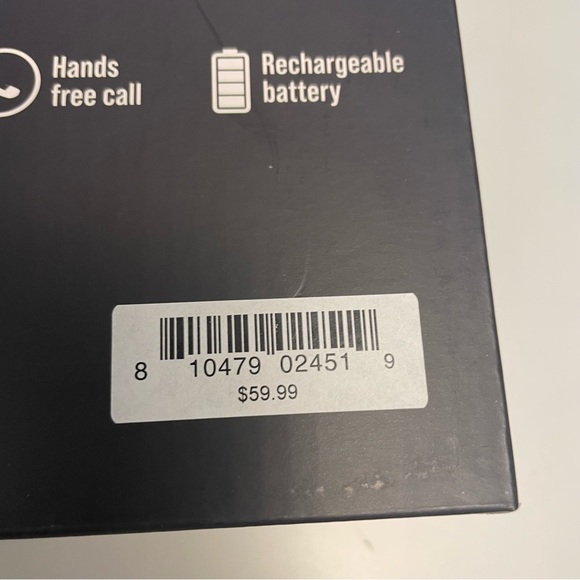 Hands
free call
Rechargeable
battery
8 10479 02451 9
$59.99